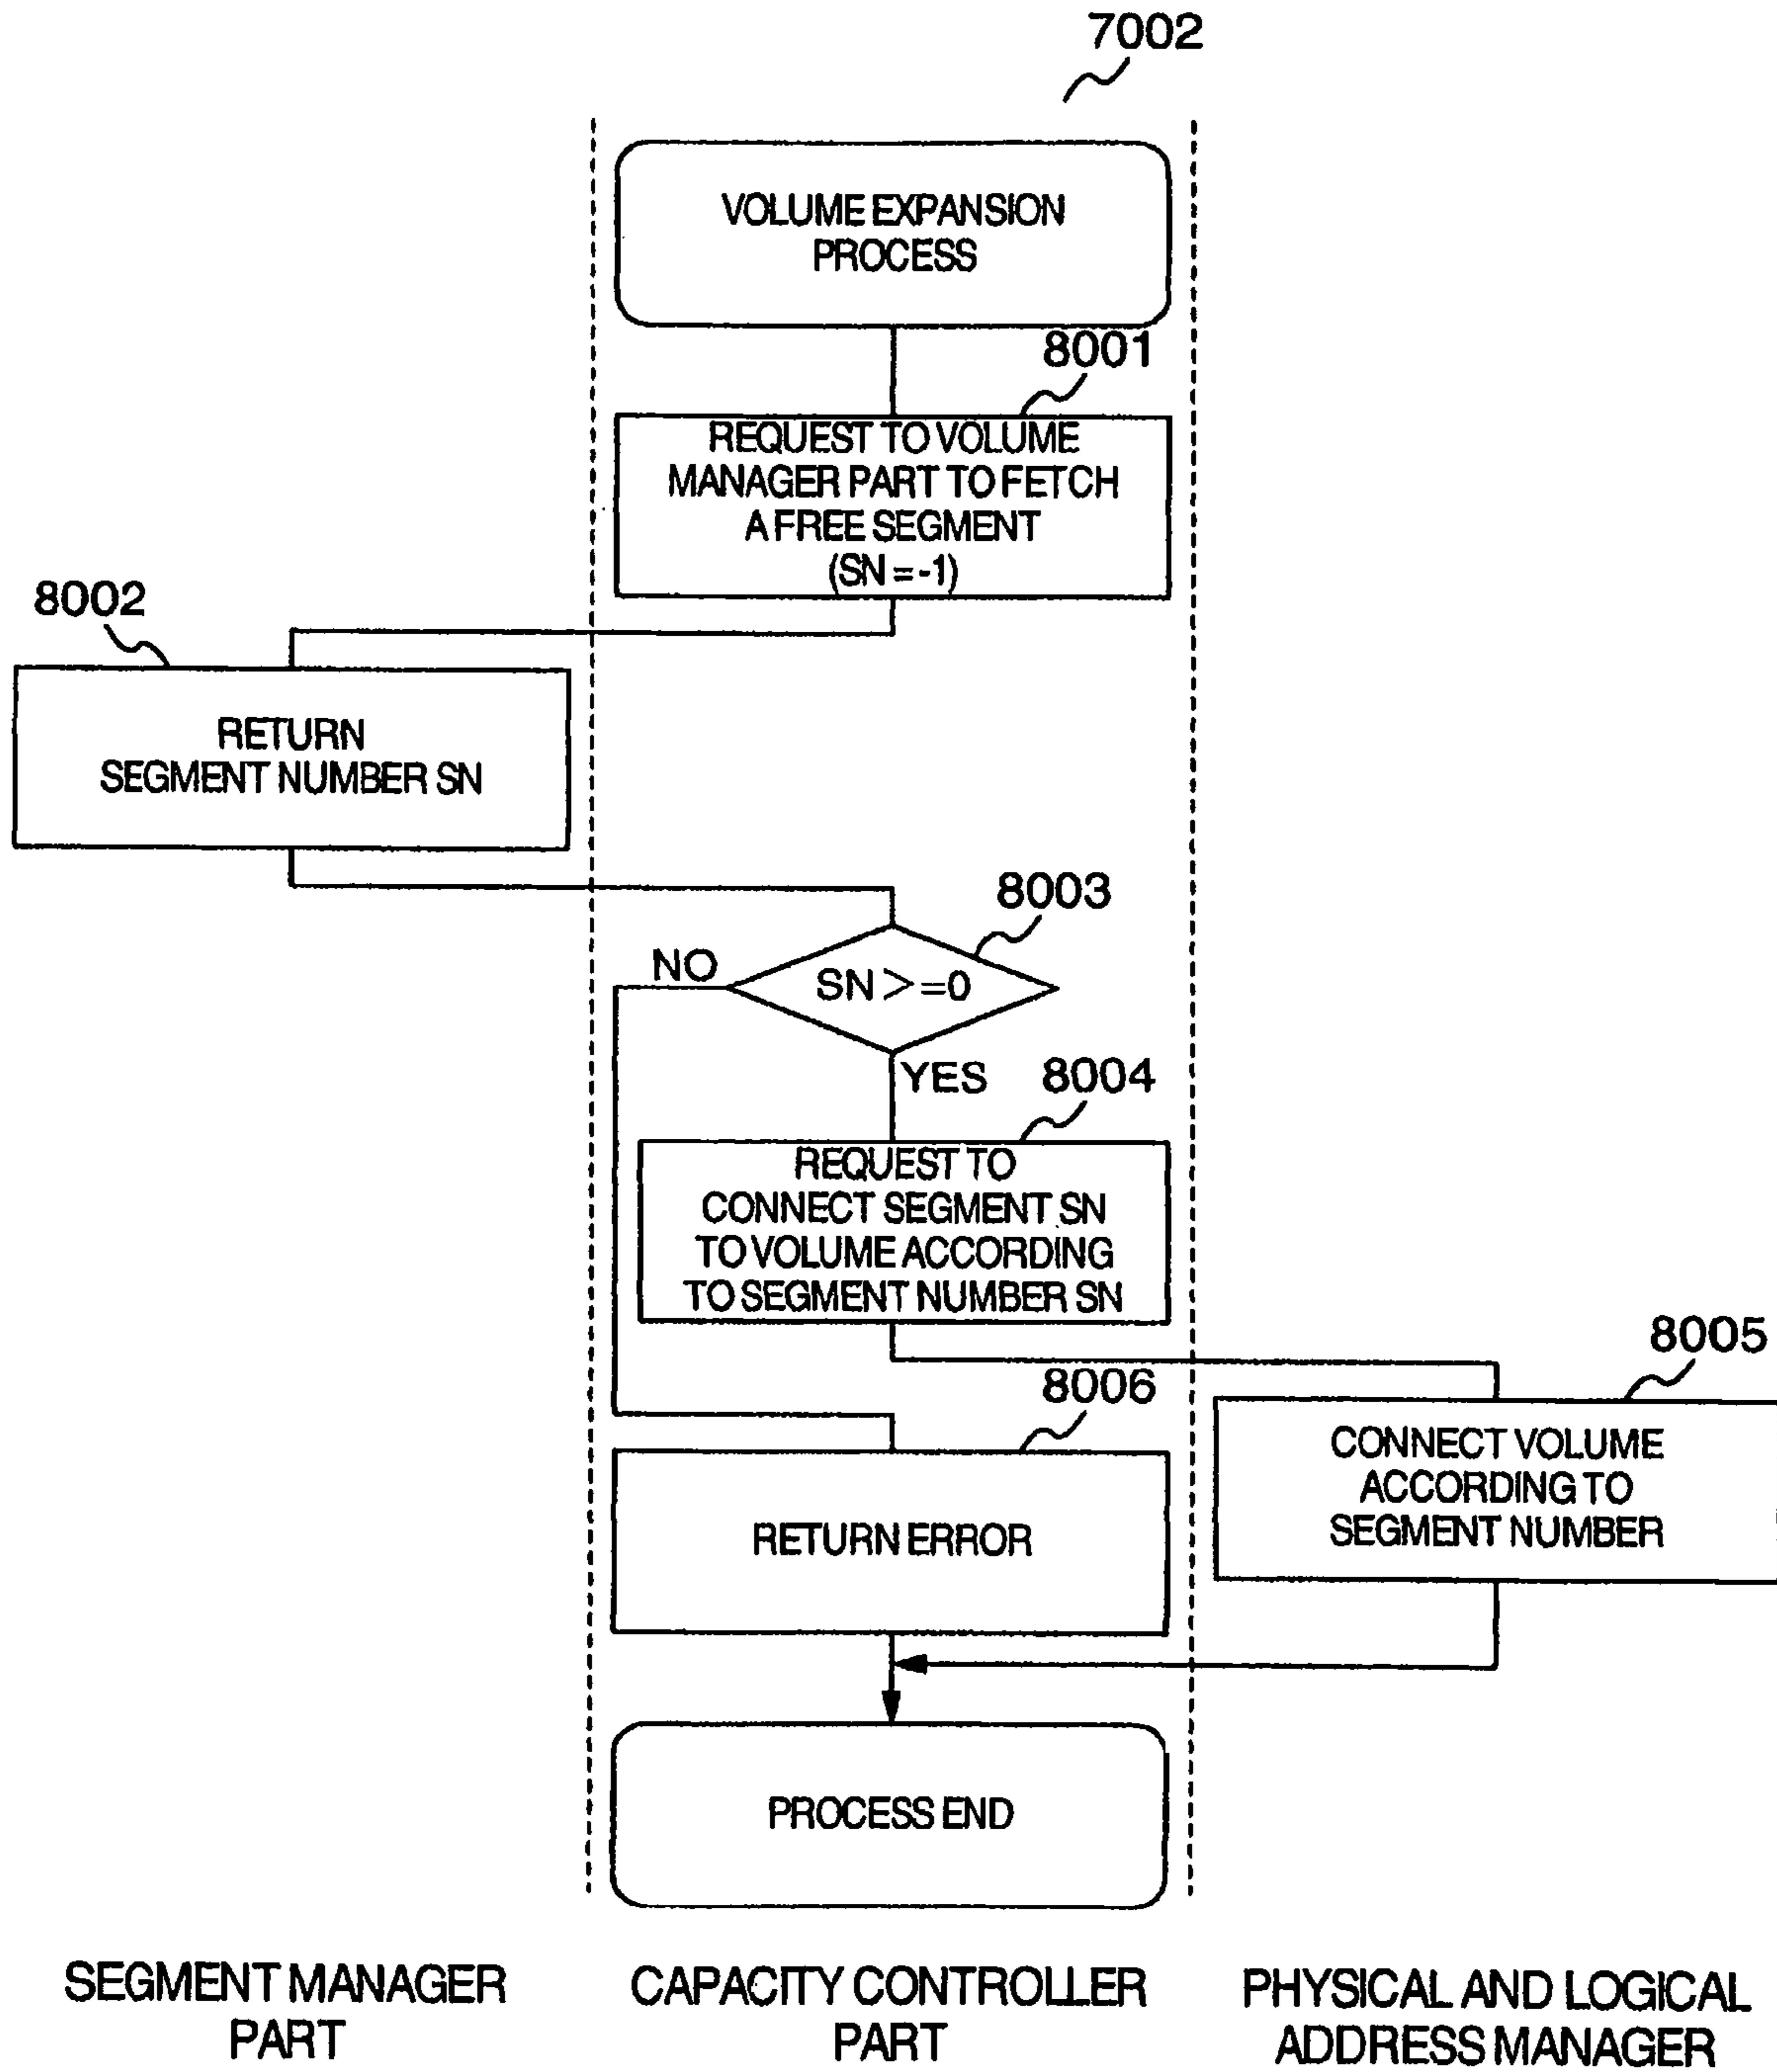 7002
VOLUME EXPANSION
PROCESS
8001
REQUEST TO VOLUME
MANAGER PART TO FETCH
A FREE SEGMENT
(SN = -1)
8002
RETURN
SEGMENT NUMBER SN
8003
NO
SN >=0
YES
8004
REQUEST TO
CONNECT SEGMENT SN
TO VOLUME ACCORDING
TO SEGMENT NUMBER SN
8005
CONNECT VOLUME
ACCORDING TO
SEGMENT NUMBER
8006
RETURN ERROR
PROCESS END
SEGMENT MANAGER
PART
CAPACITY CONTROLLER
PART
PHYSICAL AND LOGICAL
ADDRESS MANAGER